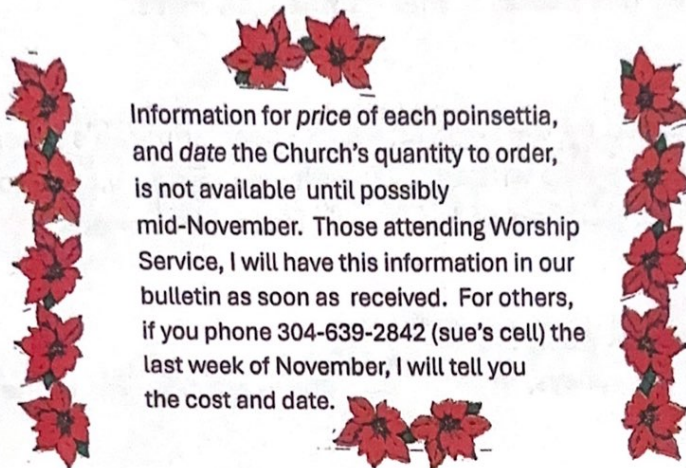 Information for price of each poinsettia,
and date the Church's quantity to order,
is not available until possibly
mid-November. Those attending Worship
Service, I will have this information in our
bulletin as soon as received. For others,
if you phone 304-639-2842 (sue's cell) the
last week of November, I will tell you
the cost and date.